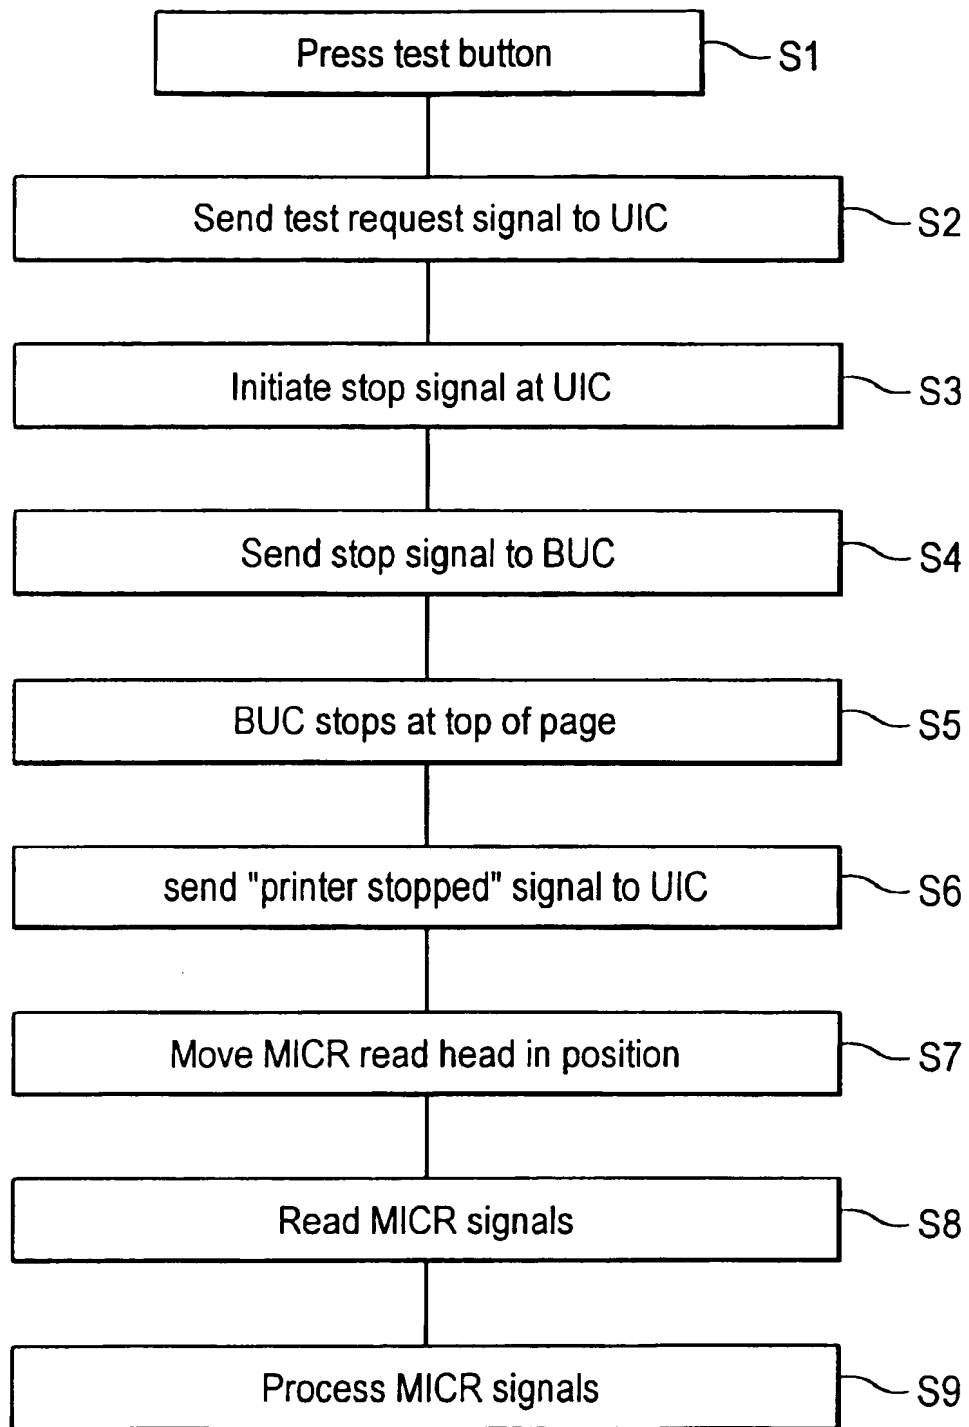 Press test button
S1
Send test request signal to UIC
S2
Initiate stop signal at UIC
S3
Send stop signal to BUC
S4
BUC stops at top of page
S5
send "printer stopped" signal to UIC
S6
Move MICR read head in position
S7
Read MICR signals
S8
Process MICR signals
S9